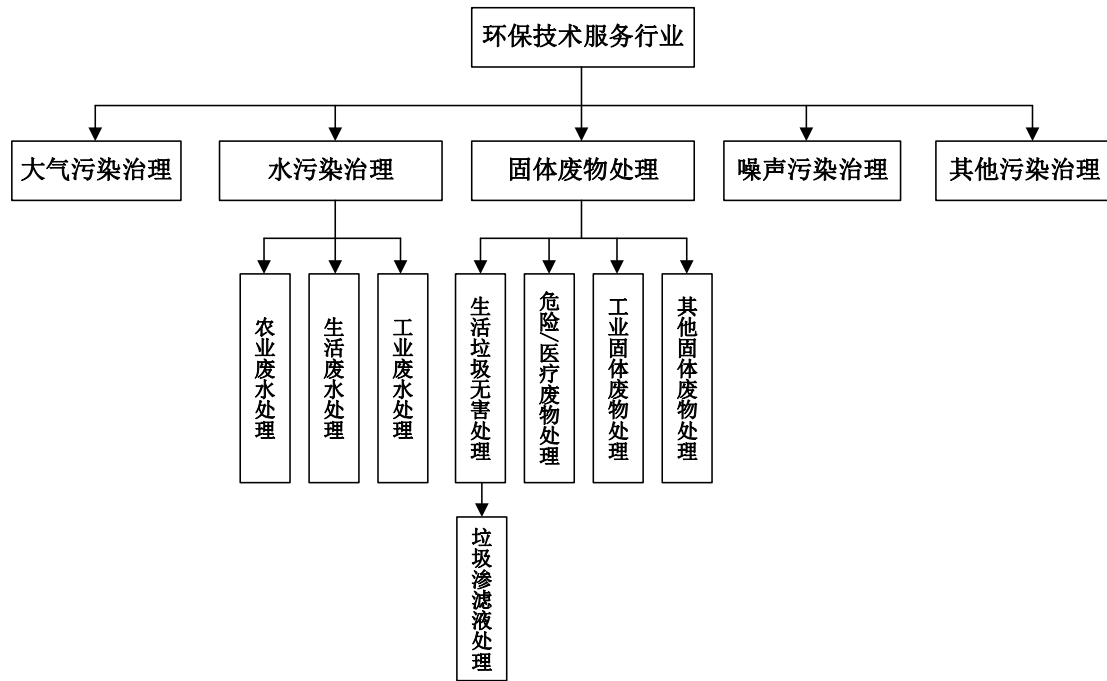 环保技术服务行业
大气污染治理
水污染治理
固体废物处理
噪声污染治理
其他污染治理
农业废水处理
生活废水处理
工业废水处理
生活垃圾无害处理
危险/医疗废物处理
工业固体废物处理
其他固体废物处理
垃圾渗滤液处理